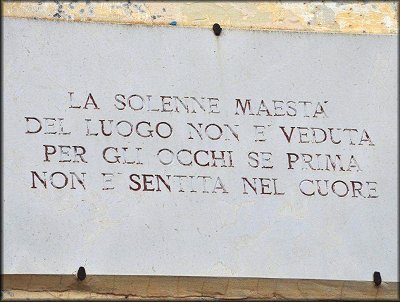 LA SOLENNE MAESTA'
DEL LUOGO NON E' VEDUTA
PER GLI OCCHI SE PRIMA
NON E' SENTITA NEL CUORE